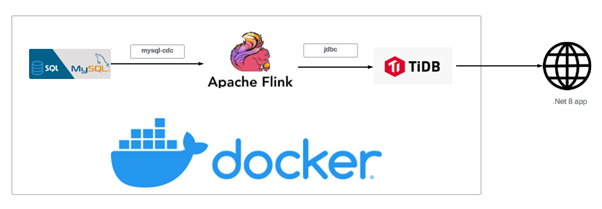 mysql-cdc
jdbc
SQL
MySQL
Apache Flink
TiDB
.Net 8 app
docker